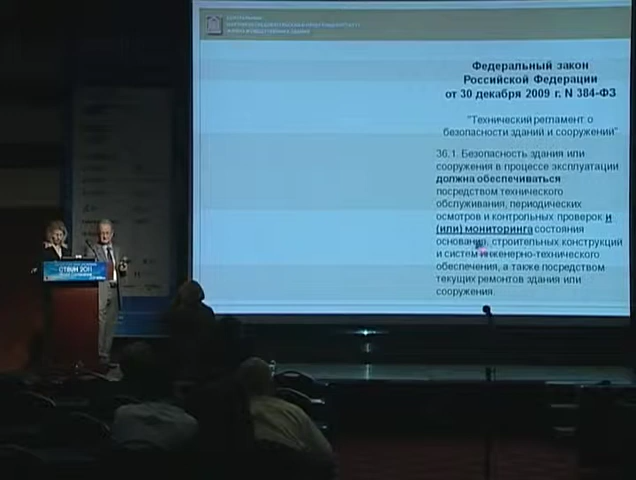 Федеральный закон
Российской Федерации
от 30 декабря 2009 г. N 384-ФЗ
"Технический регламент о
безопасности зданий и сооружений"
36.1. Безопасность здания или
сооружения в процессе эксплуатации
должна обеспечиваться
посредством технического
обслуживания, периодических
осмотров и контрольных проверок и
(или) мониторинга состояния
основания, строительных конструкций
и систем инженерно-технического
обеспечения, а также посредством
текущих ремонтов здания или
сооружения.
CTBUH 2011